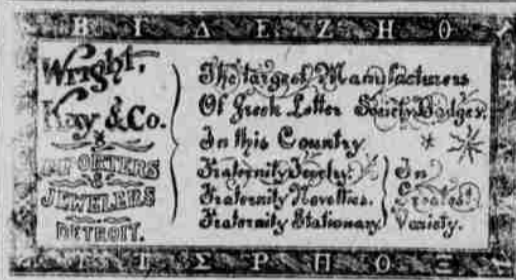 Β Γ Δ Ε Ζ Η Θ Ι
Wright,
Kay, & Co.
IMPORTERS
&
JEWELERS
DETROIT.
The Largest Manufacturers
Of Greek Letter Society Badges.
In this Country
Fraternity Jewelry.
Fraternity Novelties.
Fraternity Stationary.
In
Greatest
Variety.
Τ Σ Ρ Π Ο Ξ